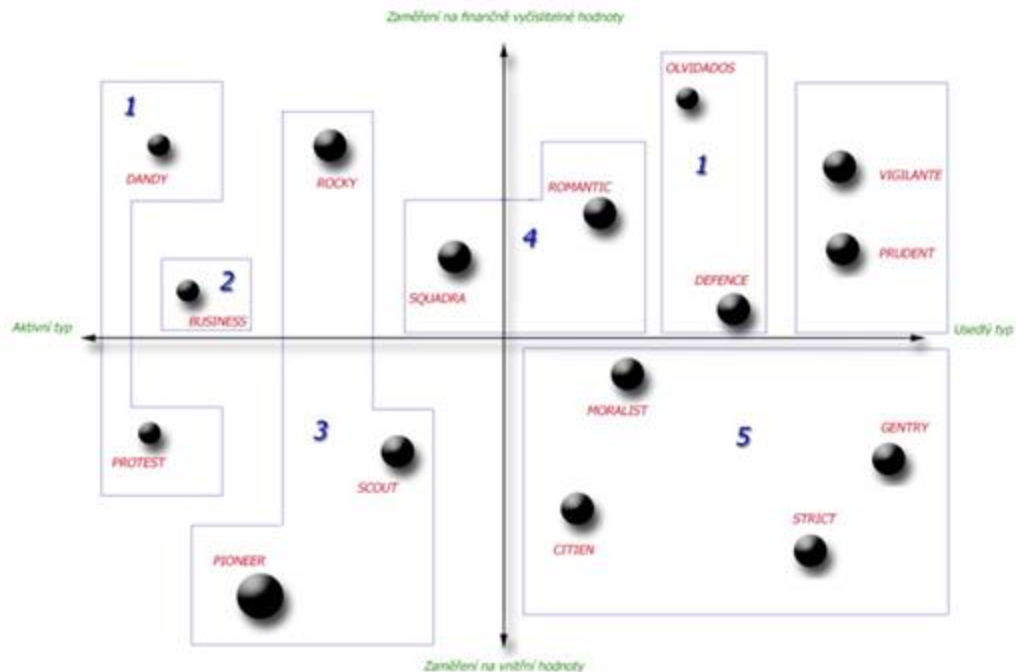 Zaměření na finančně vyčíslitelné hodnoty
OLVIDADOS
1
DANDY
ROCKY
1
VIGILANTE
ROMANTIC
4
PRUDENT
SQUADRA
2
BUSINESS
DEFENCE
Aktivní typ
Usedlý typ
MORALIST
3
5
GENTRY
PROTEST
SCOUT
STRICT
CITIEN
PIONEER
Zaměření na vnitřní hodnoty